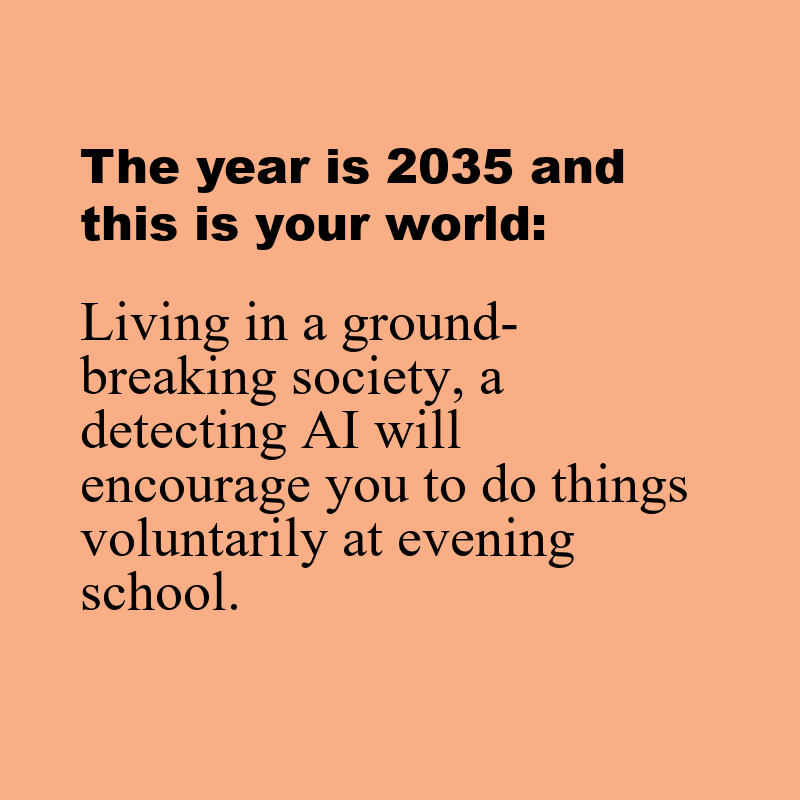 The year is 2035 and
this is your world:
Living in a ground-
breaking society, a
detecting AI will
encourage you to do things
voluntarily at evening
school.